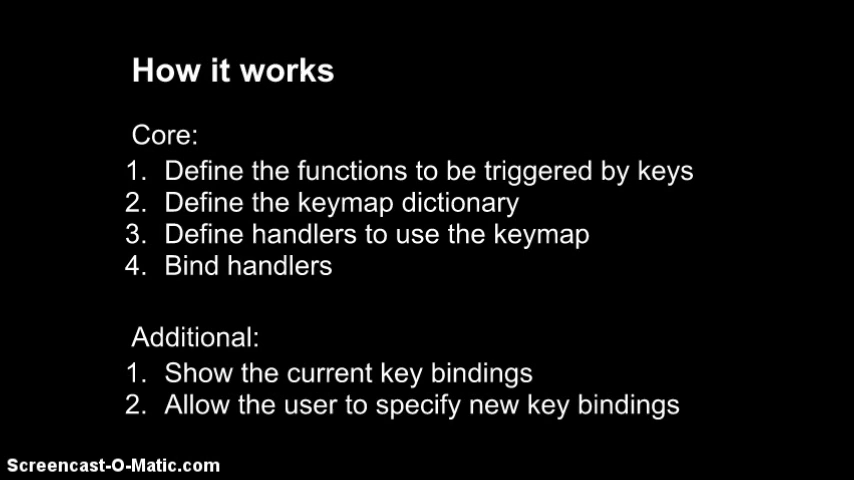 How it works
Core:
1. Define the functions to be triggered by keys
2. Define the keymap dictionary
3. Define handlers to use the keymap
4. Bind handlers
Additional:
1. Show the current key bindings
2. Allow the user to specify new key bindings
Screencast-O-Matic.com